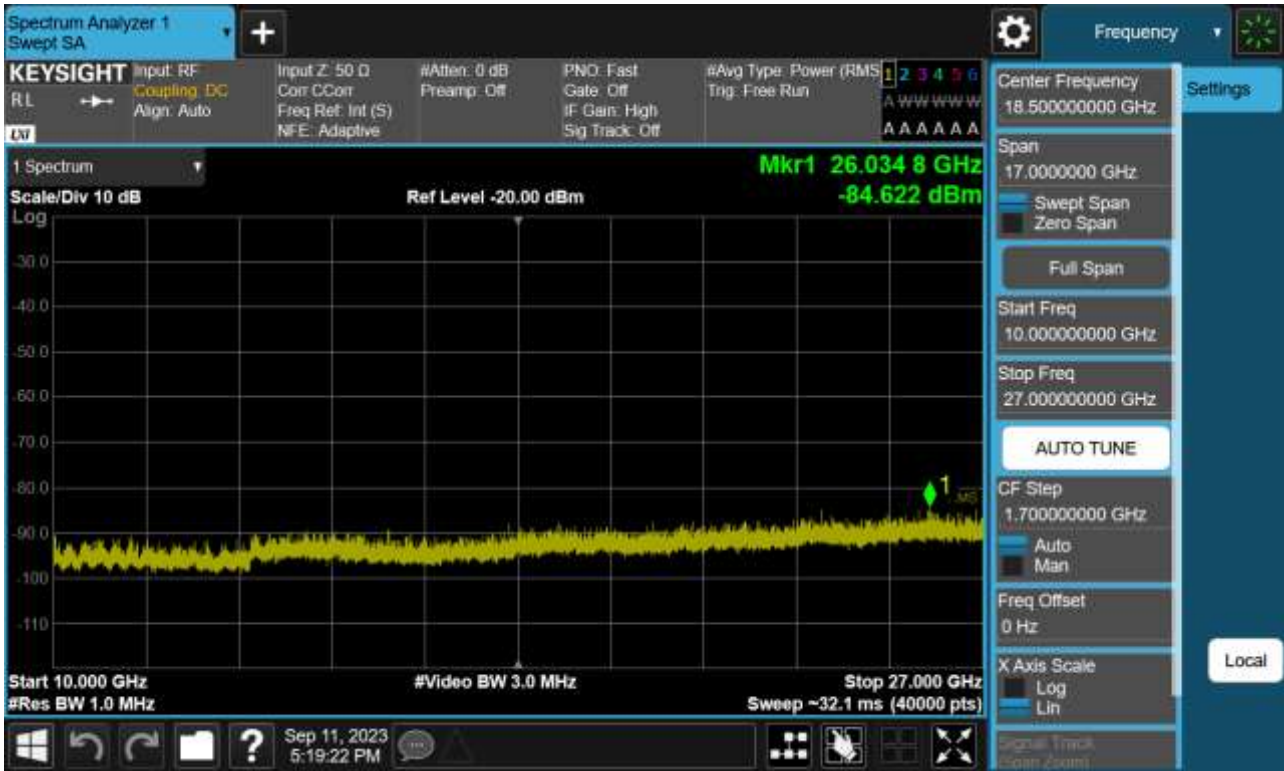 Spectrum Analyzer 1
Swept SA
+
Frequency
KEYSIGHT
RL
LXI
Input: RF
Coupling: DC
Align: Auto
Input Z: 50 Ω
Corr CCorr
Freq Ref: Int (S)
NFE: Adaptive
#Atten: 0 dB
Preamp: Off
PNO: Fast
Gate: Off
IF Gain: High
Sig Track: Off
#Avg Type: Power (RMS
Trig: Free Run
1 2 3 4 5 6
A W W W W W
A A A A A A
1 Spectrum
Scale/Div 10 dB
Log
Ref Level -20.00 dBm
Mkr1 26.034 8 GHz
-84.622 dBm
-30.0
-40.0
-50.0
-60.0
-70.0
-80.0
-90.0
-100
-110
1
Start 10.000 GHz
#Res BW 1.0 MHz
#Video BW 3.0 MHz
Stop 27.000 GHz
Sweep ~32.1 ms (40000 pts)
Center Frequency
18.500000000 GHz
Span
17.0000000 GHz
Swept Span
Zero Span
Full Span
Start Freq
10.000000000 GHz
Stop Freq
27.000000000 GHz
AUTO TUNE
CF Step
1.700000000 GHz
Auto
Man
Freq Offset
0 Hz
X Axis Scale
Log
Lin
Signal Track
(Span Zoom)
Settings
Local
?
Sep 11, 2023
5:19:22 PM